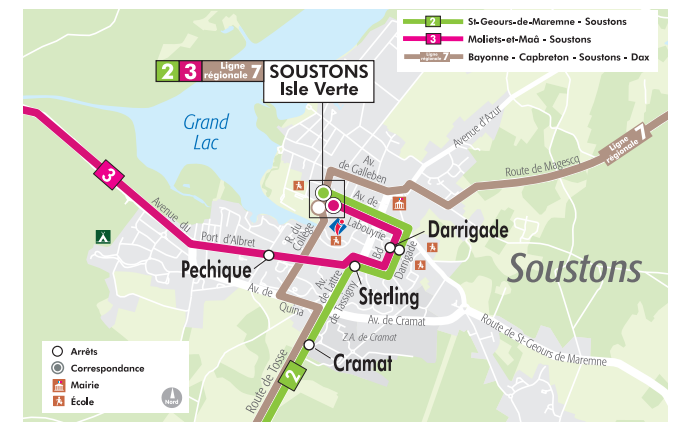 2 St-Geours-de-Maremne - Soustons
3 Moliets-et-Maâ - Soustons
Ligne régionale 7 Bayonne - Capbreton - Soustons - Dax
2 3 Ligne régionale 7
SOUSTONS
Isle Verte
Grand
Lac
Avenue d'Azur
Ligne régionale 7
Route de Magescq
Av.
de Galleben
3
Avenue du
Port d'Albret
R. du
Collège
Av. de
Labouyrie
Bd
Darrigade
Darrigade
Pechique
Sterling
Soustons
Av.
de Lattre
de Tassigny
Av. de
Quina
Av. de Cramat
Z.A. de Cramat
Route de St-Geours de Maremne
Cramat
Route de Tosse
2
Arrêts
Correspondance
Mairie
École
Nord